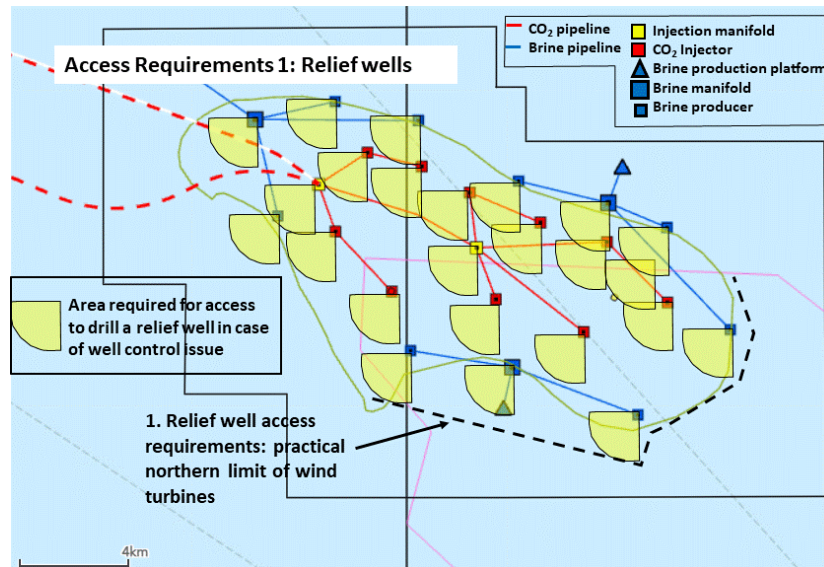 Access Requirements 1: Relief wells
CO₂ pipeline
Brine pipeline
Injection manifold
CO₂ Injector
Brine production platform
Brine manifold
Brine producer
Area required for access
to drill a relief well in case
of well control issue
1. Relief well access
requirements: practical
northern limit of wind
turbines
4km